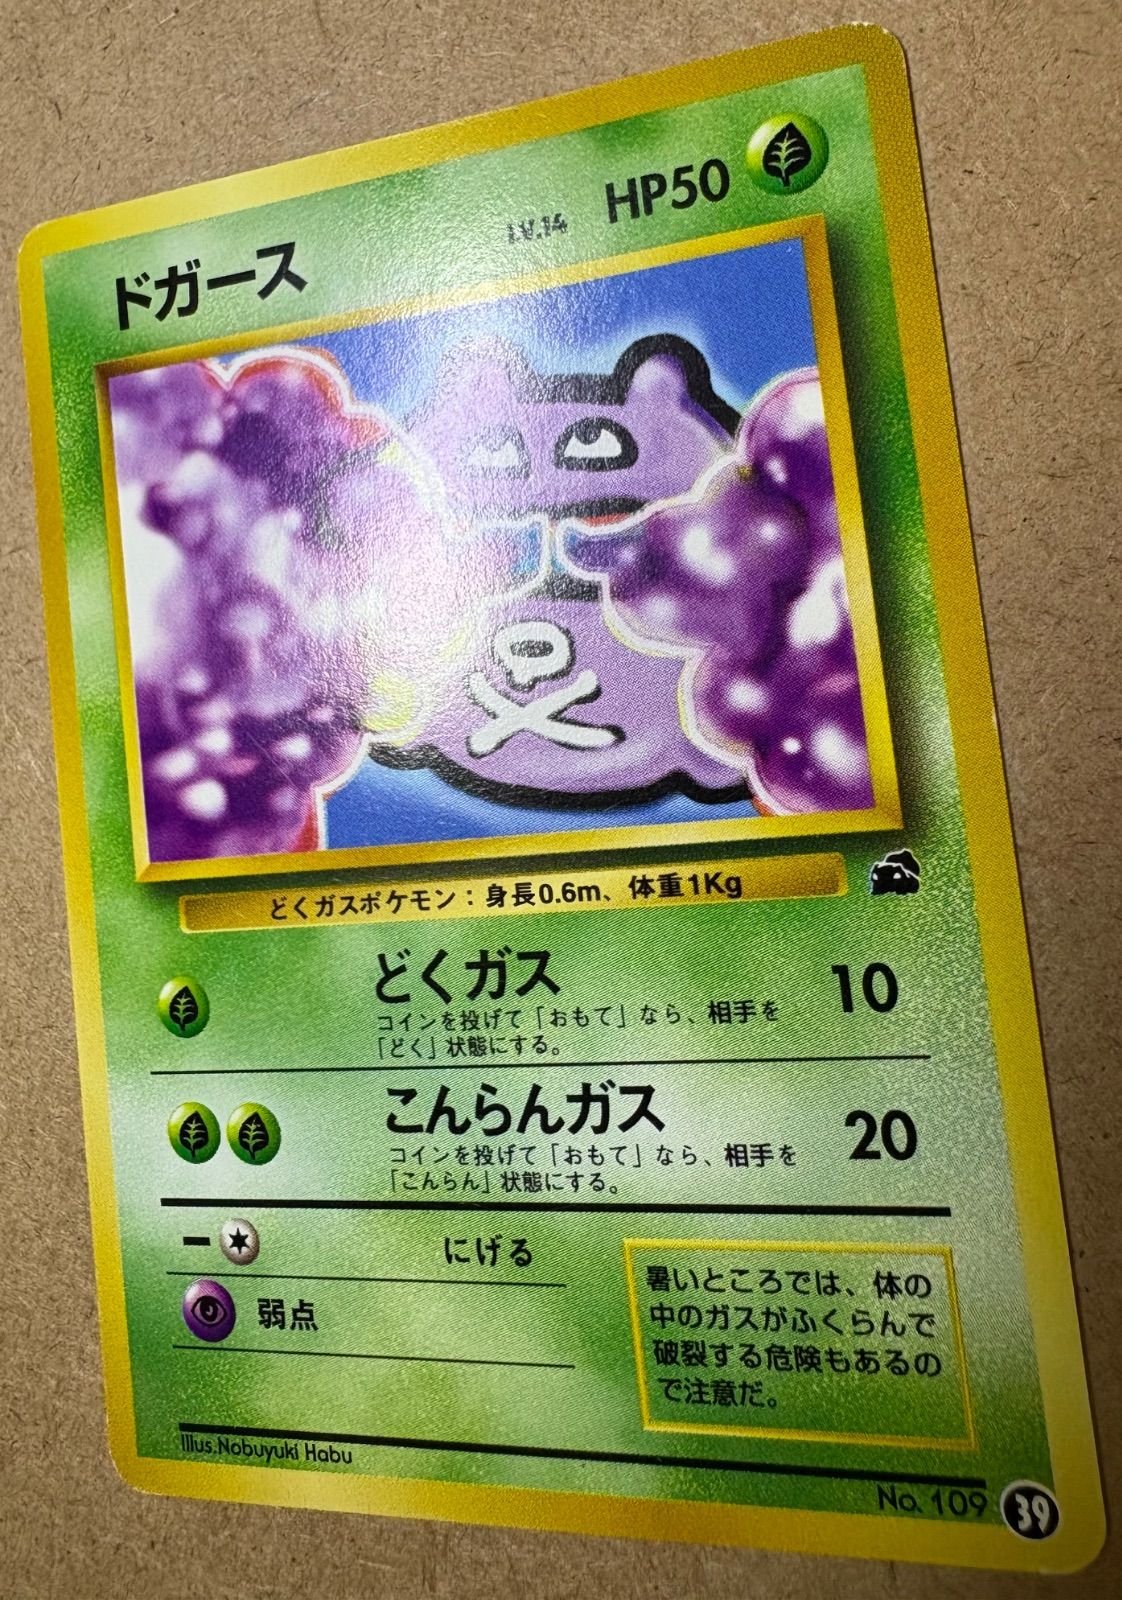 ドガース LV.14 HP50
どくガスポケモン：身長0.6m、体重1Kg
どくガス 10
コインを投げて「おもて」なら、相手を
「どく」状態にする。
こんらんガス 20
コインを投げて「おもて」なら、相手を
「こんらん」状態にする。
− にげる
弱点
暑いところでは、体の
中のガスがふくらんで
破裂する危険もあるの
で注意だ。
Illus.Nobuyuki Habu
No. 109 39